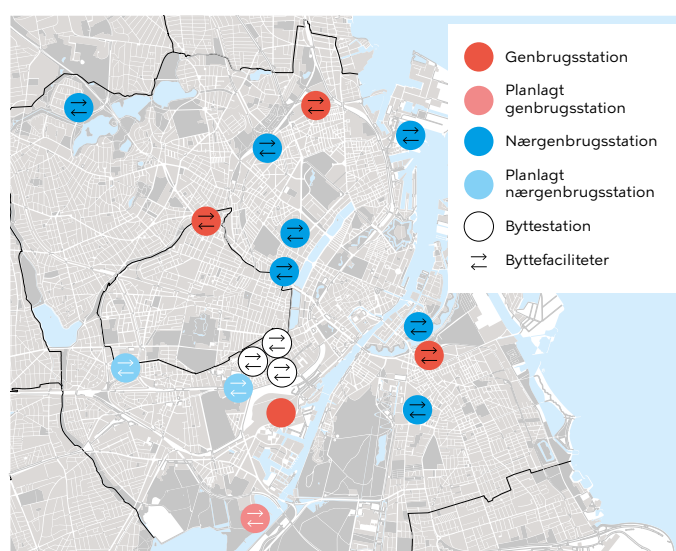 Genbrugsstation
Planlagt
genbrugsstation
Nærgenbrugsstation
Planlagt
nærgenbrugsstation
Byttestation
Byttefaciliteter